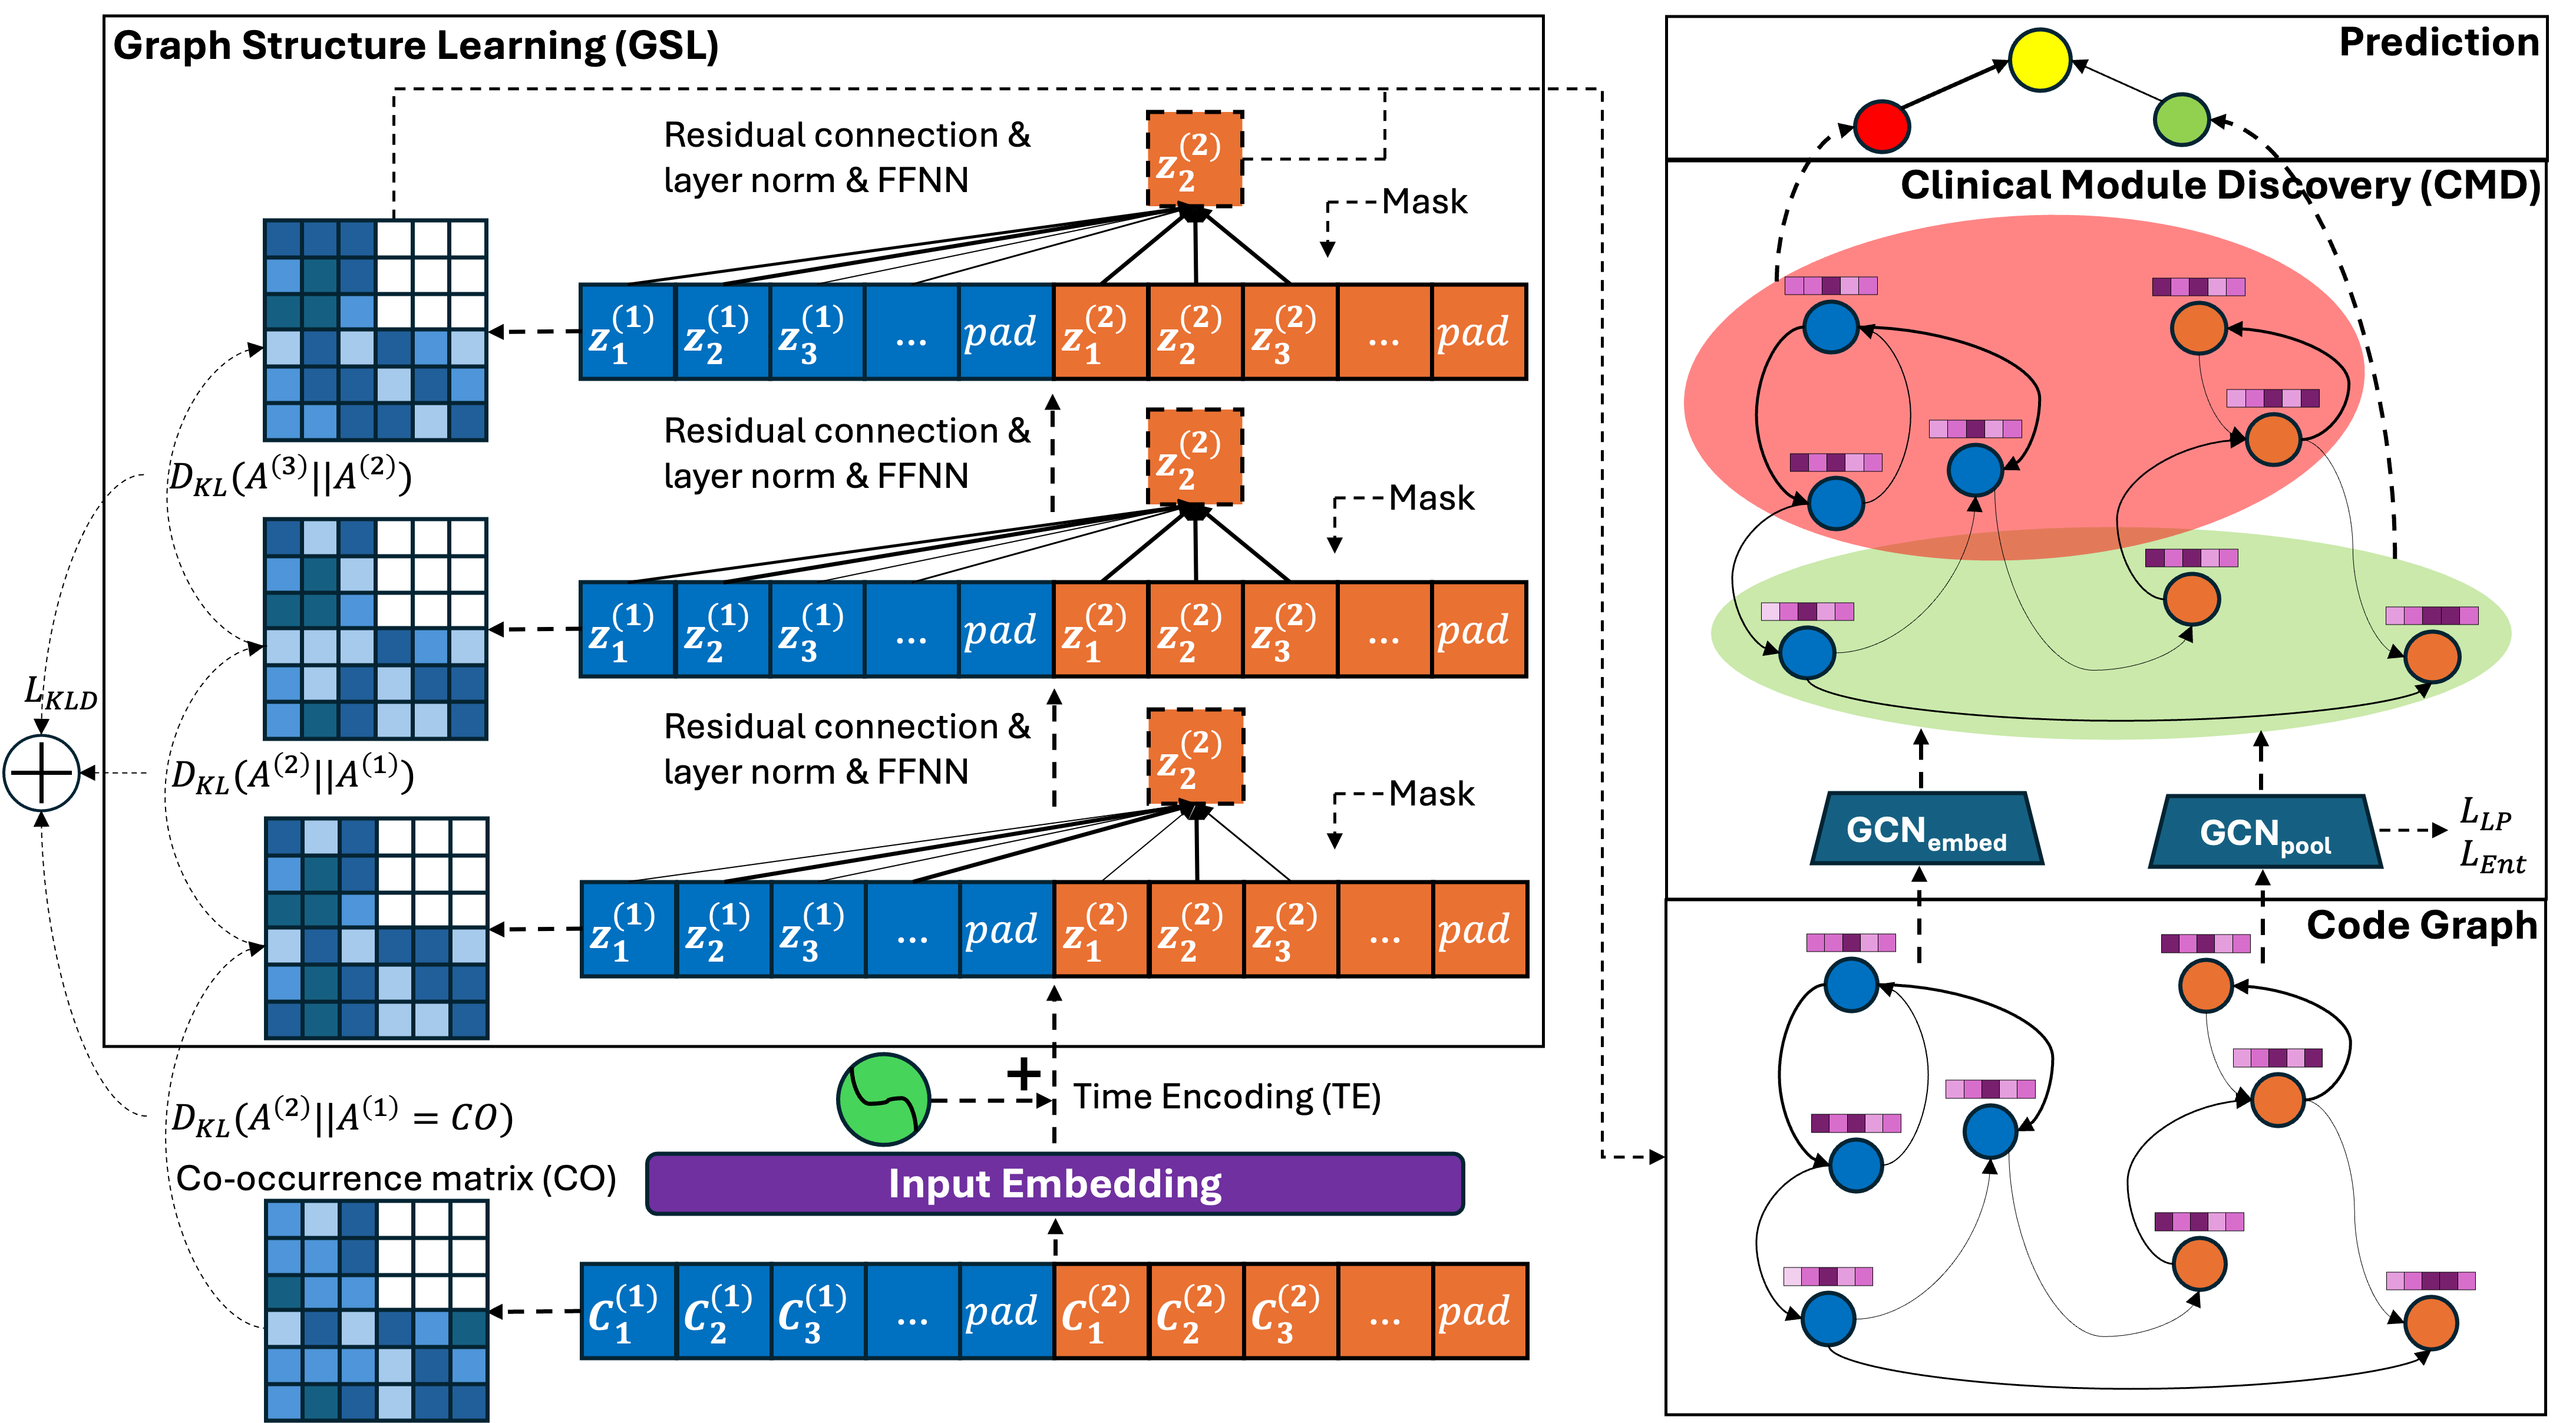 Graph Structure Learning (GSL)
Residual connection &
layer norm & FFNN
z_2^{(2)}
Mask
z_1^{(1)} z_2^{(1)} z_3^{(1)} ... pad z_1^{(2)} z_2^{(2)} z_3^{(2)} ... pad
D_{KL}(A^{(3)}||A^{(2)})
Residual connection &
layer norm & FFNN
z_2^{(2)}
Mask
z_1^{(1)} z_2^{(1)} z_3^{(1)} ... pad z_1^{(2)} z_2^{(2)} z_3^{(2)} ... pad
L_{KLD}
D_{KL}(A^{(2)}||A^{(1)})
Residual connection &
layer norm & FFNN
z_2^{(2)}
Mask
z_1^{(1)} z_2^{(1)} z_3^{(1)} ... pad z_1^{(2)} z_2^{(2)} z_3^{(2)} ... pad
+
Time Encoding (TE)
D_{KL}(A^{(2)}||A^{(1)} = CO)
Co-occurrence matrix (CO)
Input Embedding
C_1^{(1)} C_2^{(1)} C_3^{(1)} ... pad C_1^{(2)} C_2^{(2)} C_3^{(2)} ... pad
Prediction
Clinical Module Discovery (CMD)
GCN_{embed}
GCN_{pool}
L_{LP}
L_{Ent}
Code Graph